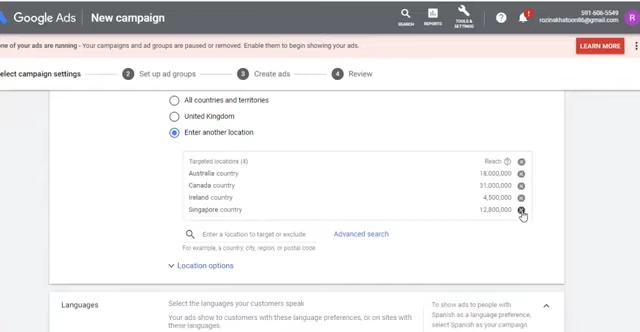 Google Ads New campaign
SEARCH REPORTS TOOLS & SETTINGS
591-606-5549
rozinekhatoon86@gmail.com R
one of your ads are running - Your campaigns and ad groups are paused or removed. Enable them to begin showing your ads. LEARN MORE
elect campaign settings 2 Set up ad groups 3 Create ads 4 Review
All countries and territories
United Kingdom
Enter another location
Targeted locations (4) Reach
Australia country 18,000,000
Canada country 31,000,000
Ireland country 4,500,000
Singapore country 12,800,000
Enter a location to target or exclude Advanced search
For example, a country, city, region, or postal code
Location options
Languages Select the languages your customers speak
Your ads show to customers with these language preferences, or on sites with
these languages.
To show ads to people with
Spanish as a language preference,
select Spanish as your campaign